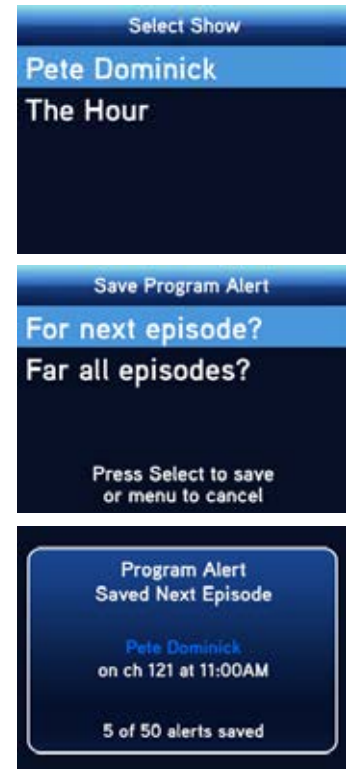 Select Show
Pete Dominick
The Hour
Save Program Alert
For next episode?
Far all episodes?
Press Select to save
or menu to cancel
Program Alert
Saved Next Episode
Pete Dominick
on ch 121 at 11:00AM
5 of 50 alerts saved